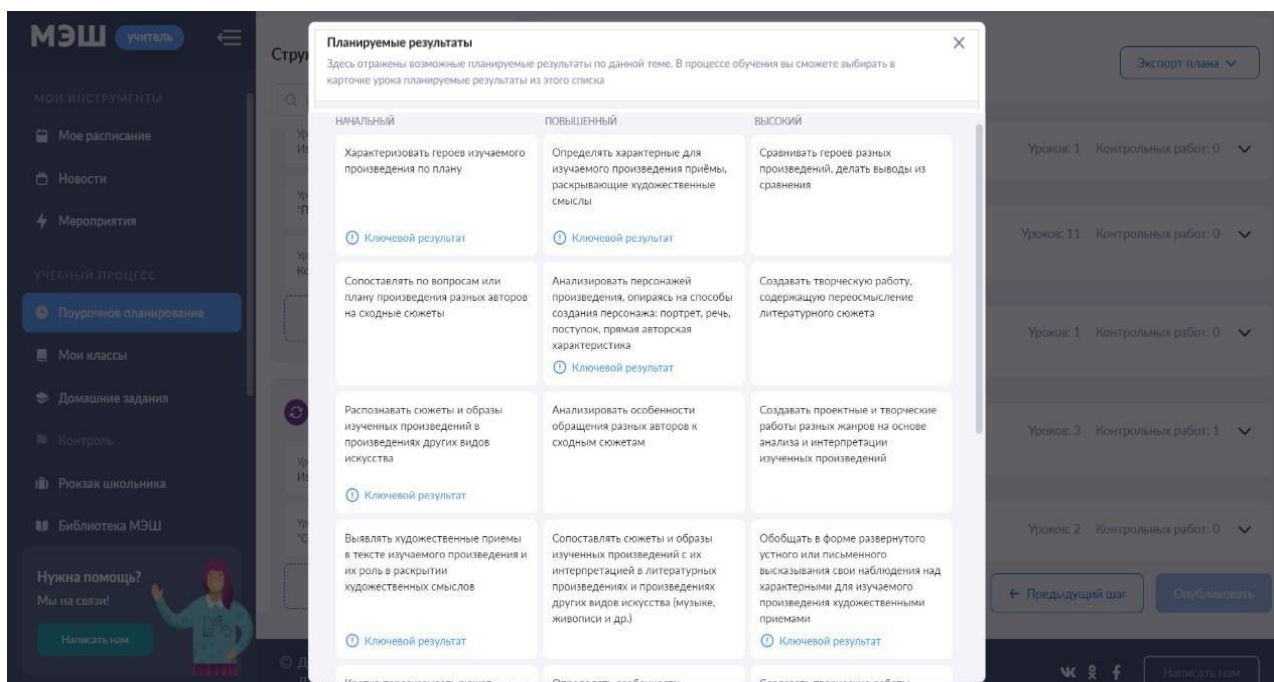 МЭШ учитель
МОИ ИНСТРУМЕНТЫ
Мое расписание
Новости
Мероприятия
УЧЕБНЫЙ ПРОЦЕСС
Поурочное планирование
Мои классы
Домашние задания
Контроль
Рюкзак школьника
Библиотека МЭШ
Нужна помощь?
Мы на связи!
Написать нам
Планируемые результаты
Здесь отражены возможные планируемые результаты по данной теме. В процессе обучения вы сможете выбирать в
карточке урока планируемые результаты из этого списка
НАЧАЛЬНЫЙ
ПОВЫШЕННЫЙ
ВЫСОКИЙ
Характеризовать героев изучаемого
произведения по плану
Ключевой результат
Определять характерные для
изучаемого произведения приёмы,
раскрывающие художественные
смыслы
Ключевой результат
Сравнивать героев разных
произведений, делать выводы из
сравнения
Сопоставлять по вопросам или
плану произведения разных авторов
на сходные сюжеты
Анализировать персонажей
произведения, опираясь на способы
создания персонажа: портрет, речь,
поступок, прямая авторская
характеристика
Ключевой результат
Создавать творческую работу,
содержащую переосмысление
литературного сюжета
Распознавать сюжеты и образы
изученных произведений в
произведениях других видов
искусства
Ключевой результат
Анализировать особенности
обращения разных авторов к
сходным сюжетам
Создавать проектные и творческие
работы разных жанров на основе
анализа и интерпретации
изученных произведений
Выявлять художественные приемы
в тексте изучаемого произведения и
их роль в раскрытии
художественных смыслов
Ключевой результат
Сопоставлять сюжеты и образы
изученных произведений с их
интерпретацией в литературных
произведениях и произведениях
других видов искусства (музыке,
живописи и др.)
Обобщать в форме развернутого
устного или письменного
высказывания свои наблюдения над
характерными для изучаемого
произведения художественными
приемами
Ключевой результат
Экспорт плана
Уроков: 1 Контрольных работ: 0
Уроков: 11 Контрольных работ: 0
Уроков: 1 Контрольных работ: 0
Уроков: 3 Контрольных работ: 1
Уроков: 2 Контрольных работ: 0
← Предыдущий шаг
Опубликовать
Написать нам